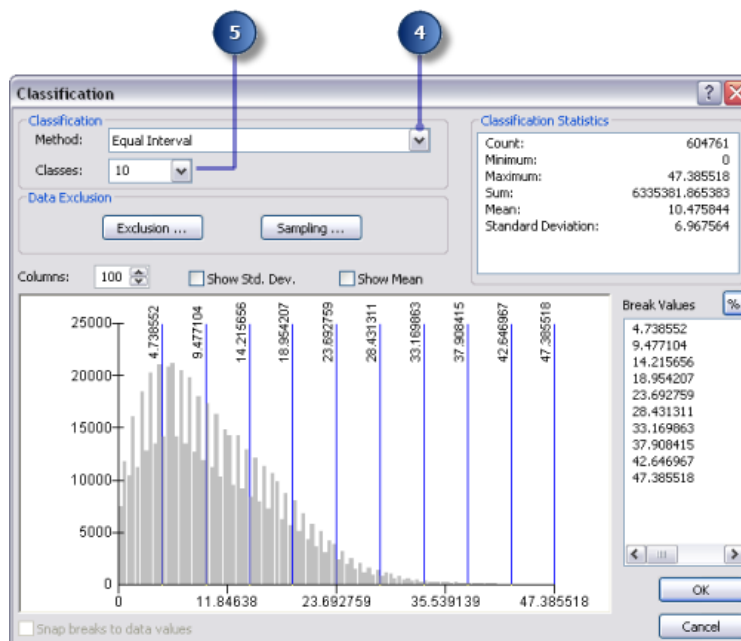 5 4
Classification
Classification
Method: Equal Interval
Classes: 10
Data Exclusion
Exclusion ... Sampling ...
Classification Statistics
Count: 604761
Minimum: 0
Maximum: 47.385518
Sum: 6335381.865383
Mean: 10.475844
Standard Deviation: 6.967564
Columns: 100 Show Std. Dev. Show Mean
Break Values %
4.738552
9.477104
14.215656
18.954207
23.692759
28.431311
33.169863
37.908415
42.646967
47.385518
4.738552 9.477104 14.215656 18.954207 23.692759 28.431311 33.169863 37.908415 42.646967 47.385518
25000
20000
15000
10000
5000
0
0 11.84638 23.692759 35.539139 47.385518
Snap breaks to data values
OK
Cancel